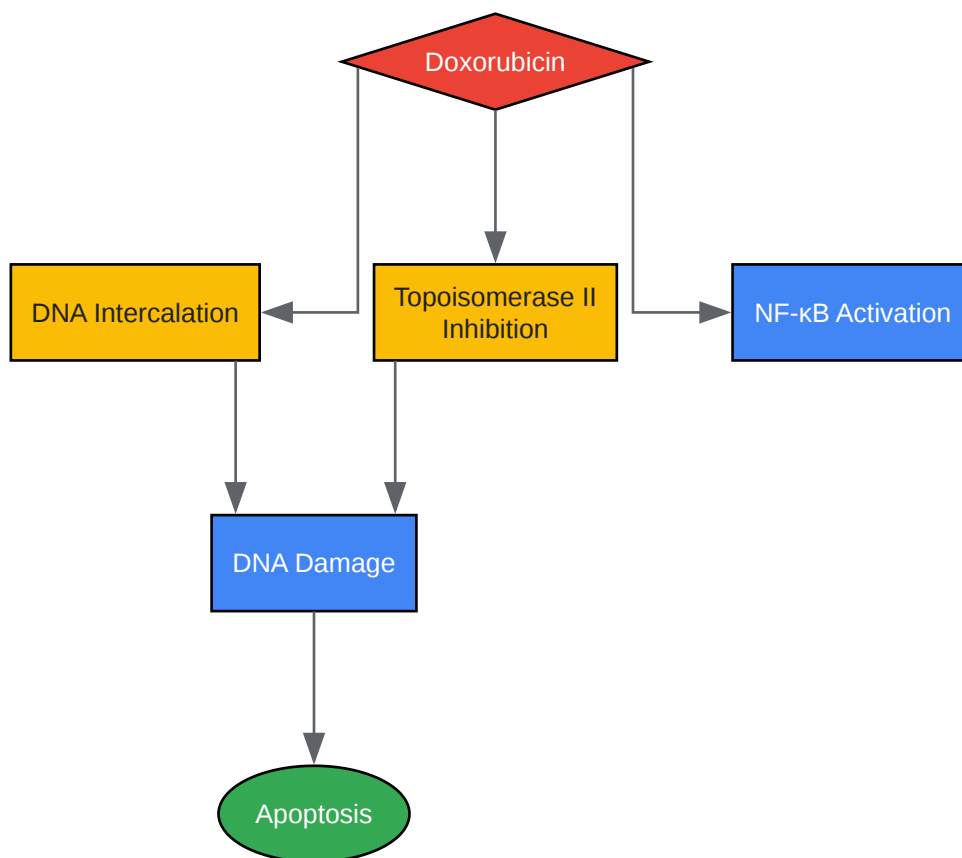 Doxorubicin
DNA Intercalation
Topoisomerase II
Inhibition
NF-κB Activation
DNA Damage
Apoptosis